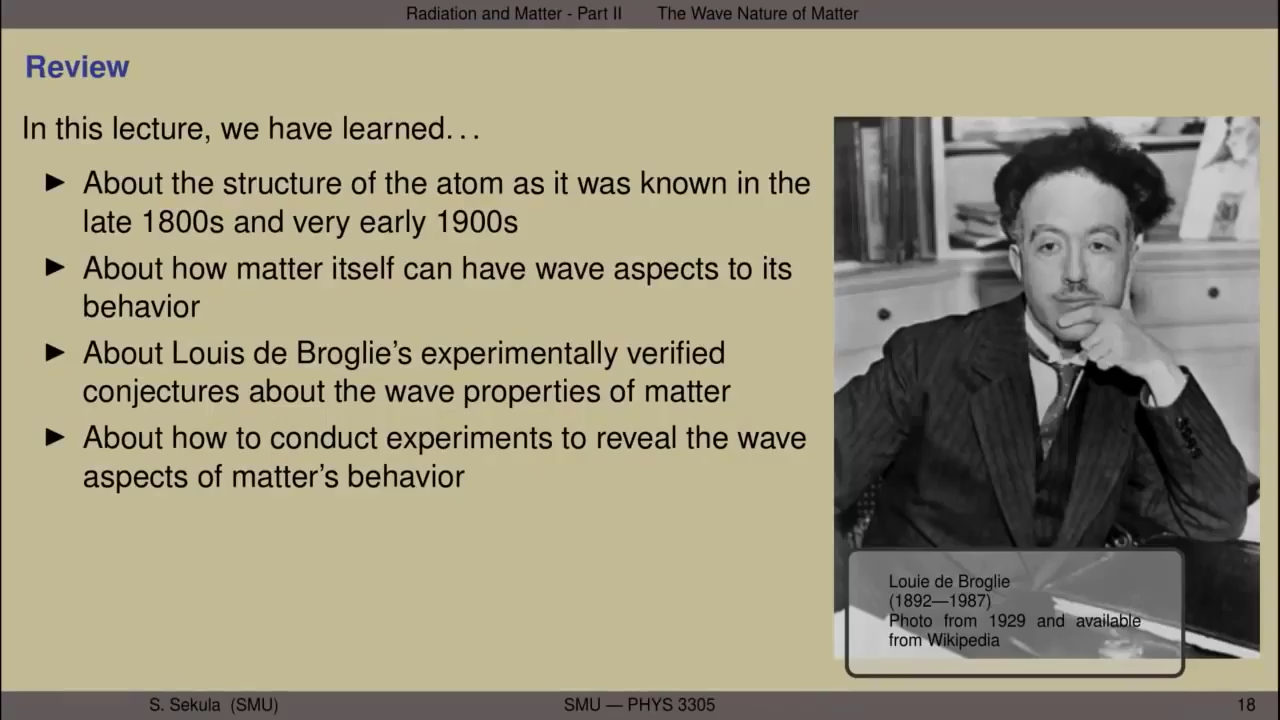 Radiation and Matter - Part II The Wave Nature of Matter
Review
In this lecture, we have learned. . .
► About the structure of the atom as it was known in the
late 1800s and very early 1900s
► About how matter itself can have wave aspects to its
behavior
► About Louis de Broglie's experimentally verified
conjectures about the wave properties of matter
► About how to conduct experiments to reveal the wave
aspects of matter's behavior
Louie de Broglie
(1892—1987)
Photo from 1929 and available
from Wikipedia
S. Sekula (SMU) SMU — PHYS 3305 18